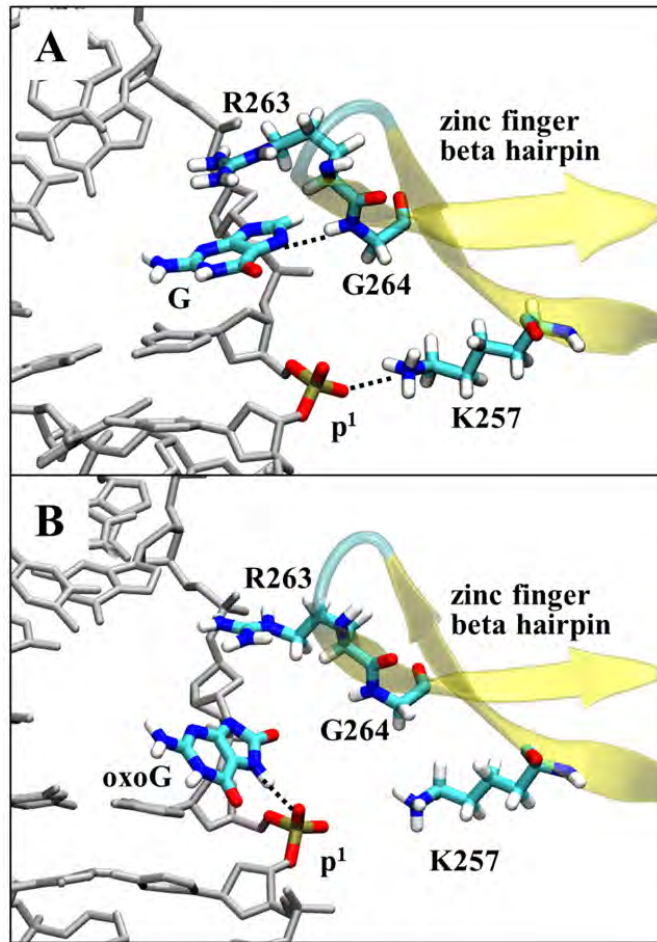 A
R263
zinc finger
beta hairpin
G
G264
p1
K257
B
R263
zinc finger
beta hairpin
G264
oxoG
p1
K257